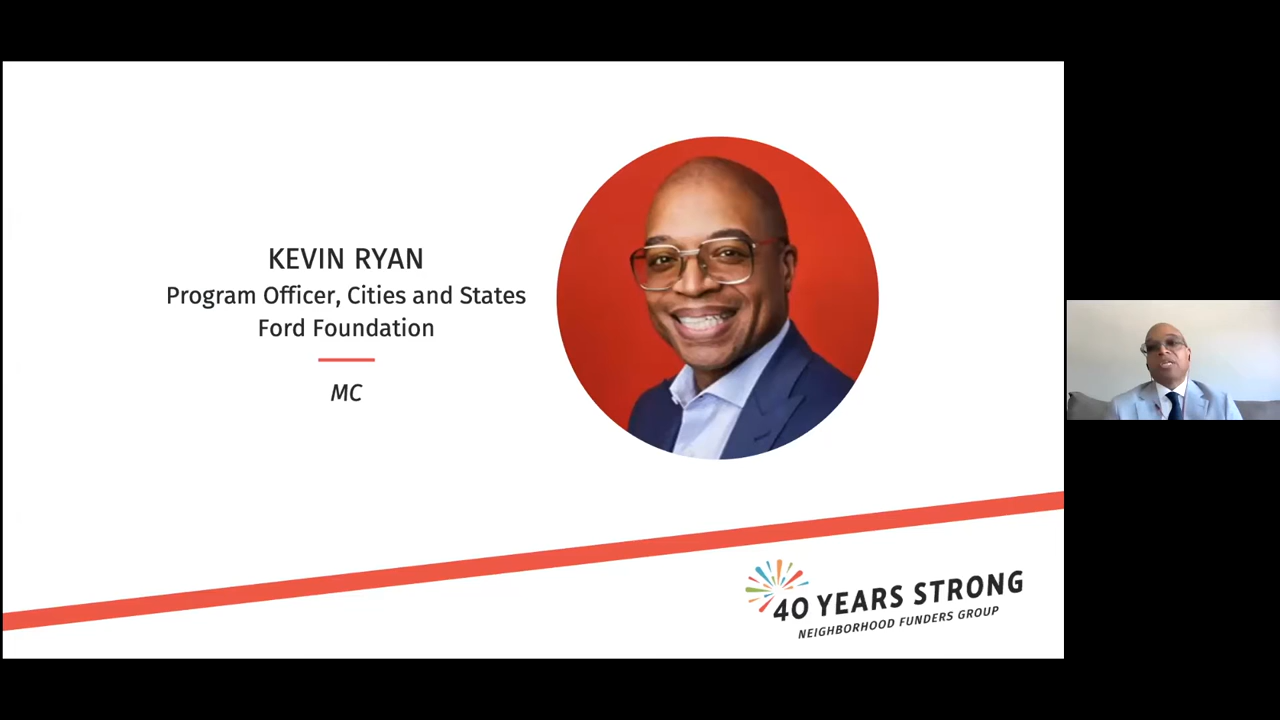 KEVIN RYAN
Program Officer, Cities and States
Ford Foundation
MC
40 YEARS STRONG
NEIGHBORHOOD FUNDERS GROUP